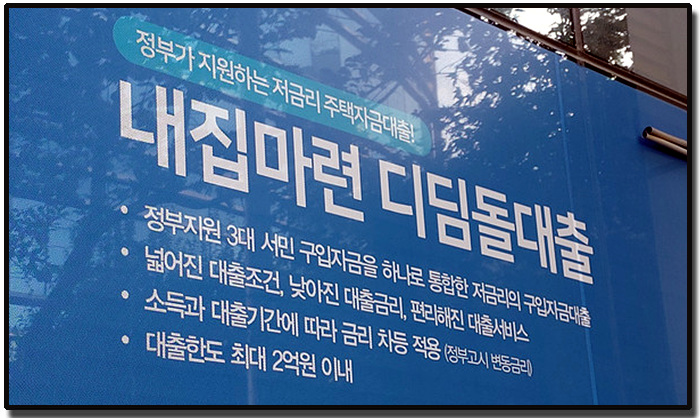 정부가 지원하는 저금리 주택자금대출!
내집마련 디딤돌대출
• 정부지원 3대 서민 구입자금을 하나로 통합한 저금리의 구입자금대출
• 넓어진 대출조건, 낮아진 대출금리, 편리해진 대출서비스
• 소득과 대출기간에 따라 금리 차등 적용 (정부고시 변동금리)
• 대출한도 최대 2억원 이내